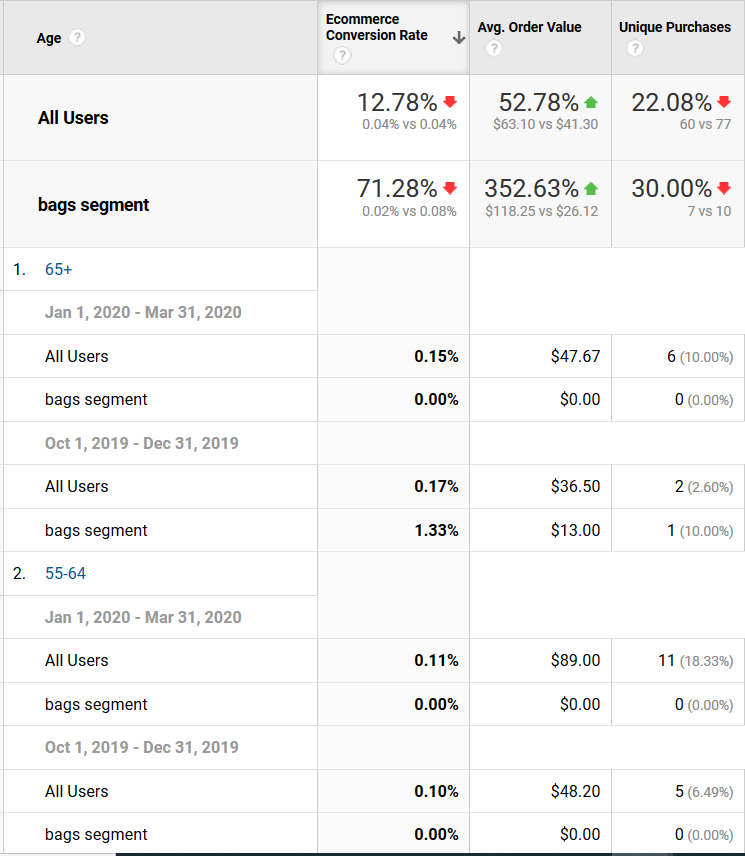 Age ?
Ecommerce
Conversion Rate
?
Avg. Order Value
?
Unique Purchases
?
All Users
12.78%
0.04% vs 0.04%
52.78%
$63.10 vs $41.30
22.08%
60 vs 77
bags segment
71.28%
0.02% vs 0.08%
352.63%
$118.25 vs $26.12
30.00%
7 vs 10
1. 65+
Jan 1, 2020 - Mar 31, 2020
All Users 0.15% $47.67 6 (10.00%)
bags segment 0.00% $0.00 0 (0.00%)
Oct 1, 2019 - Dec 31, 2019
All Users 0.17% $36.50 2 (2.60%)
bags segment 1.33% $13.00 1 (10.00%)
2. 55-64
Jan 1, 2020 - Mar 31, 2020
All Users 0.11% $89.00 11 (18.33%)
bags segment 0.00% $0.00 0 (0.00%)
Oct 1, 2019 - Dec 31, 2019
All Users 0.10% $48.20 5 (6.49%)
bags segment 0.00% $0.00 0 (0.00%)